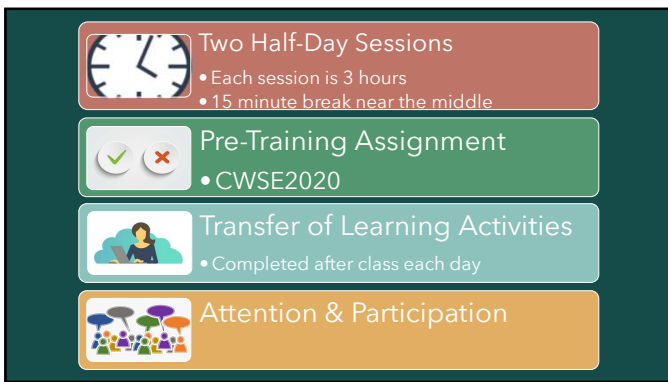 Two Half-Day Sessions
• Each session is 3 hours
• 15 minute break near the middle
Pre-Training Assignment
• CWSE2020
Transfer of Learning Activities
• Completed after class each day
Attention & Participation